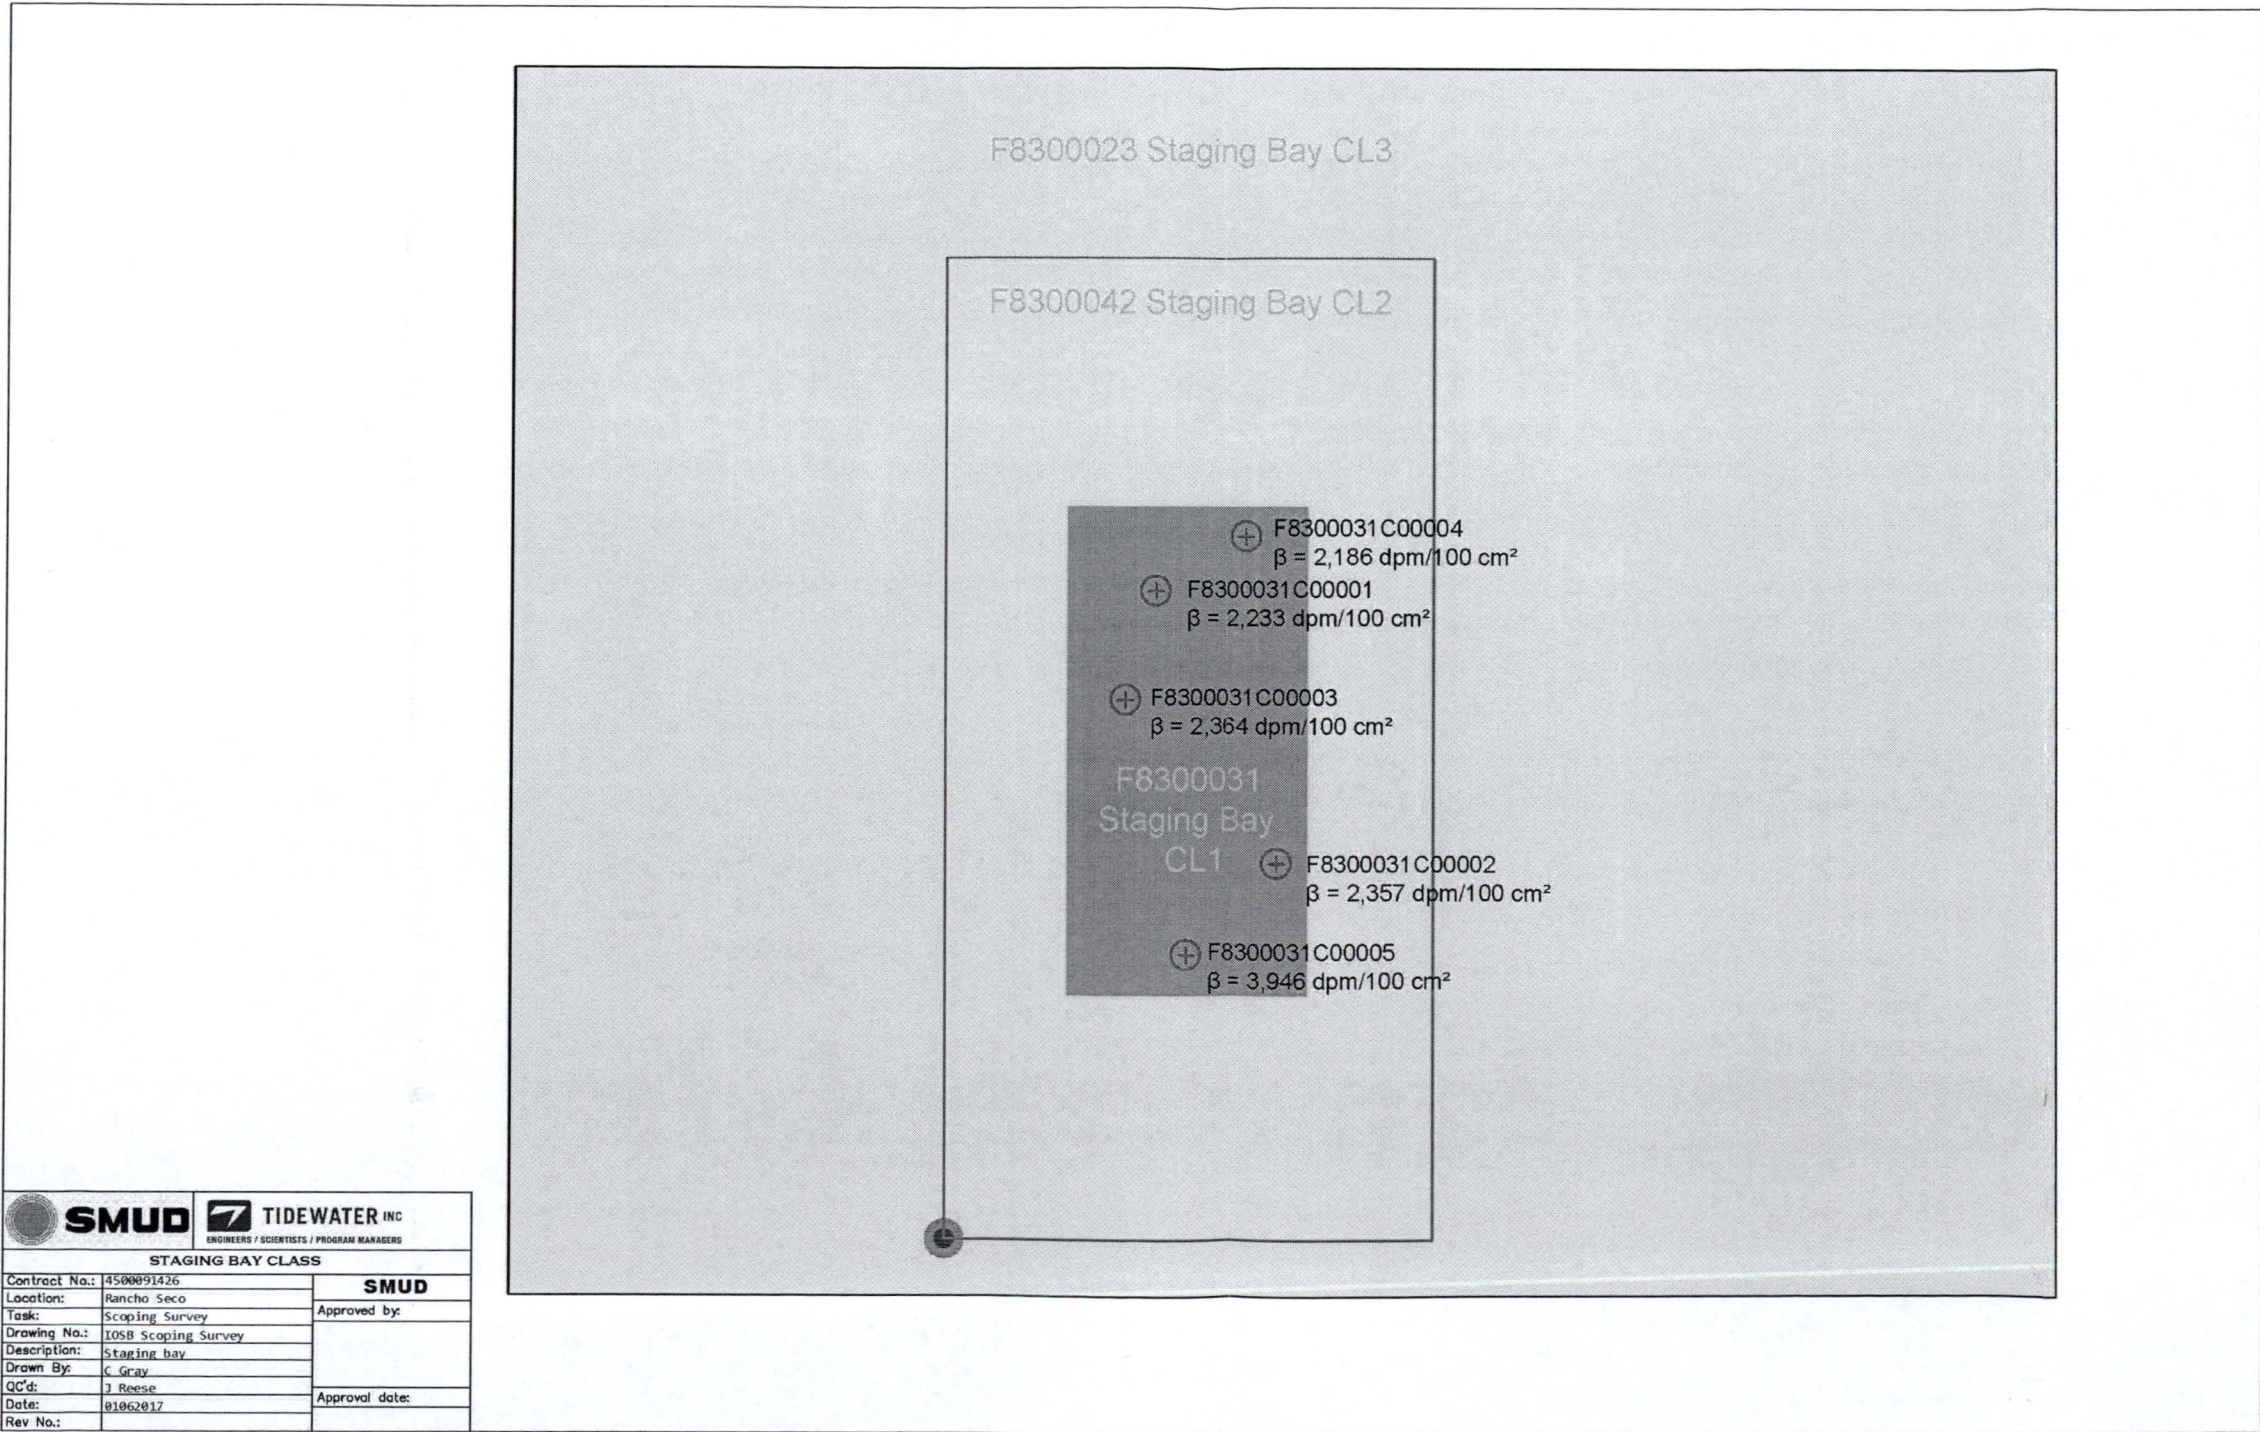 F8300023 Staging Bay CL3
F8300042 Staging Bay CL2
F8300031C00004
β = 2,186 dpm/100 cm²
F8300031C00001
β = 2,233 dpm/100 cm²
F8300031C00003
β = 2,364 dpm/100 cm²
F8300031
Staging Bay
CL1
F8300031C00002
β = 2,357 dpm/100 cm²
F8300031C00005
β = 3,946 dpm/100 cm²
SMUD
TIDEWATER INC
ENGINEERS / SCIENTISTS / PROGRAM MANAGERS
STAGING BAY CLASS
Contract No.: 4500091426
SMUD
Location: Rancho Seco
Approved by:
Task: Scoping Survey
Drawing No.: IOSB Scoping Survey
Description: Staging bay
Drawn By: C Gray
QC'd: J Reese
Approval date:
Date: 01062017
Rev No.: